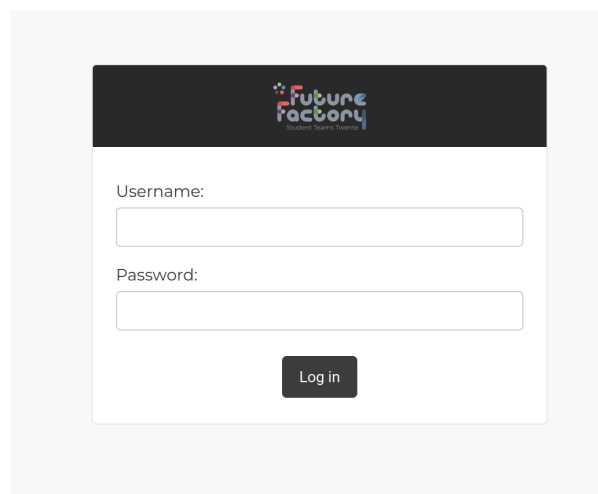 Future
Factory
Student Teams Twente
Username:
Password:
Log in